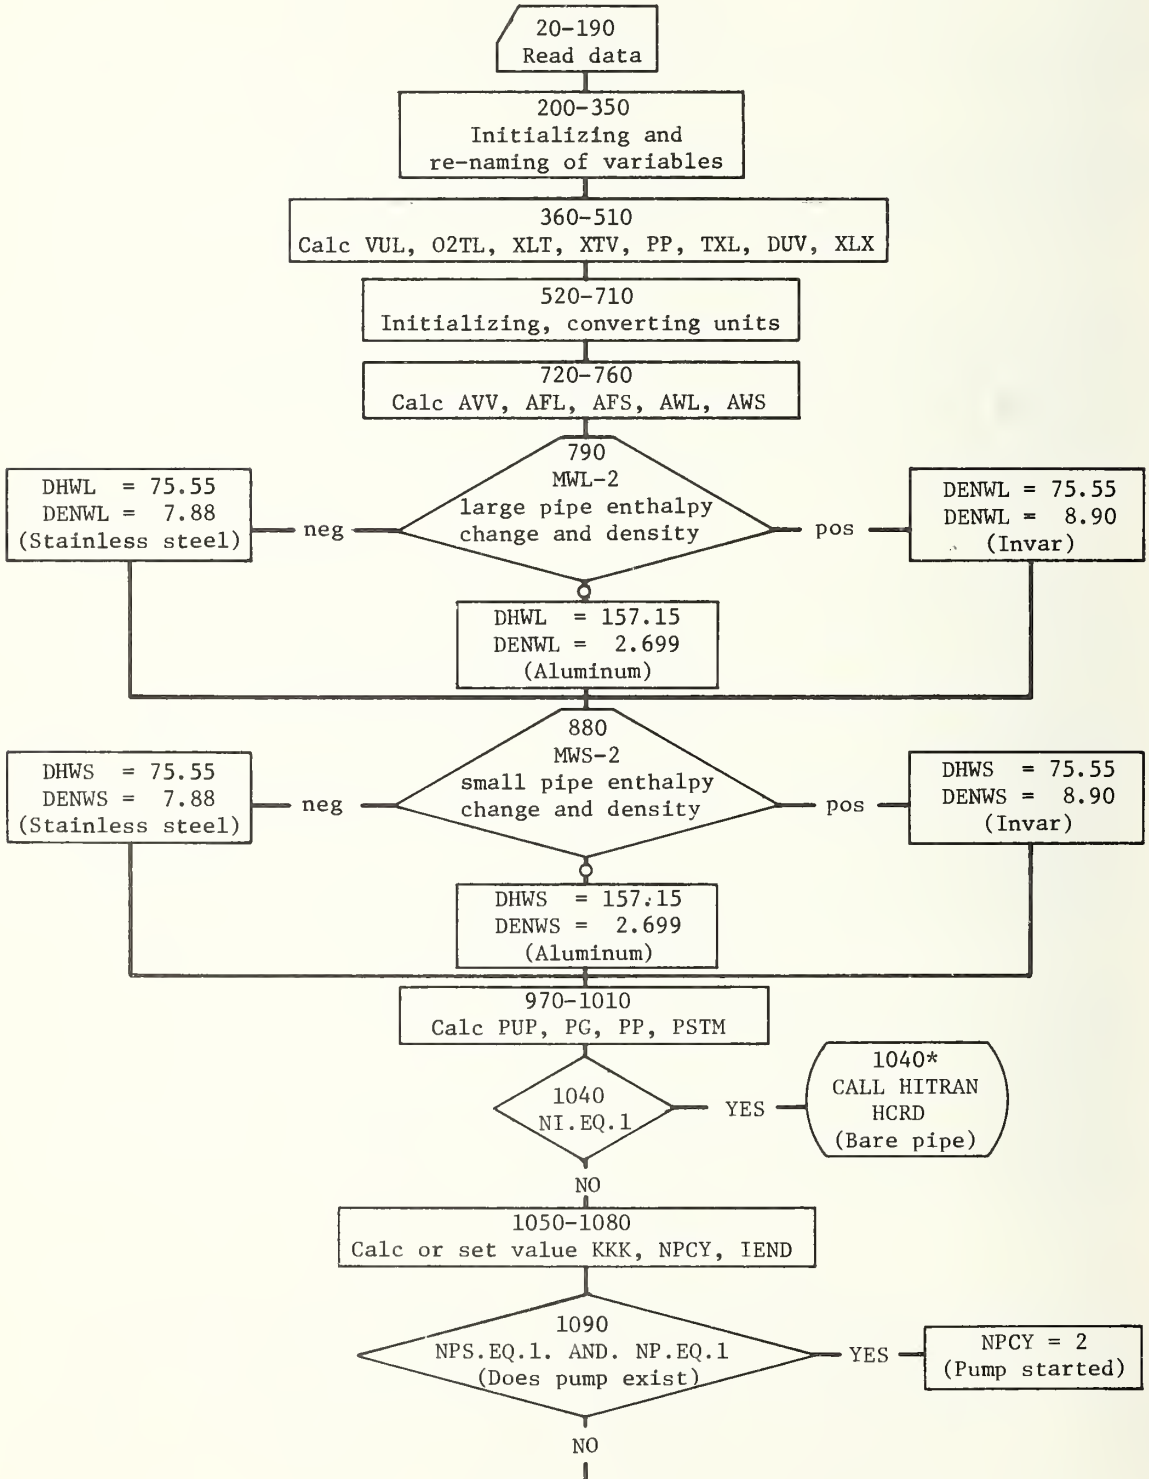 20-190
Read data
200-350
Initializing and
re-naming of variables
360-510
Calc VUL, O2TL, XLT, XTV, PP, TXL, DUV, XLX
520-710
Initializing, converting units
720-760
Calc AVV, AFL, AFS, AWL, AWS
790
MWL-2
large pipe enthalpy
change and density
DHWL = 75.55
DENWL = 7.88
(Stainless steel)
neg
pos
DENWL = 75.55
DENWL = 8.90
(Invar)
DHWL = 157.15
DENWL = 2.699
(Aluminum)
880
MWS-2
small pipe enthalpy
change and density
DHWS = 75.55
DENWS = 7.88
(Stainless steel)
neg
pos
DHWS = 75.55
DENWS = 8.90
(Invar)
DHWS = 157.15
DENWS = 2.699
(Aluminum)
970-1010
Calc PUP, PG, PP, PSTM
1040
NI.EQ.1
YES
1040*
CALL HITRAN
HCRD
(Bare pipe)
NO
1050-1080
Calc or set value KKK, NPCY, IEND
1090
NPS.EQ.1. AND. NP.EQ.1
(Does pump exist)
YES
NPCY = 2
(Pump started)
NO